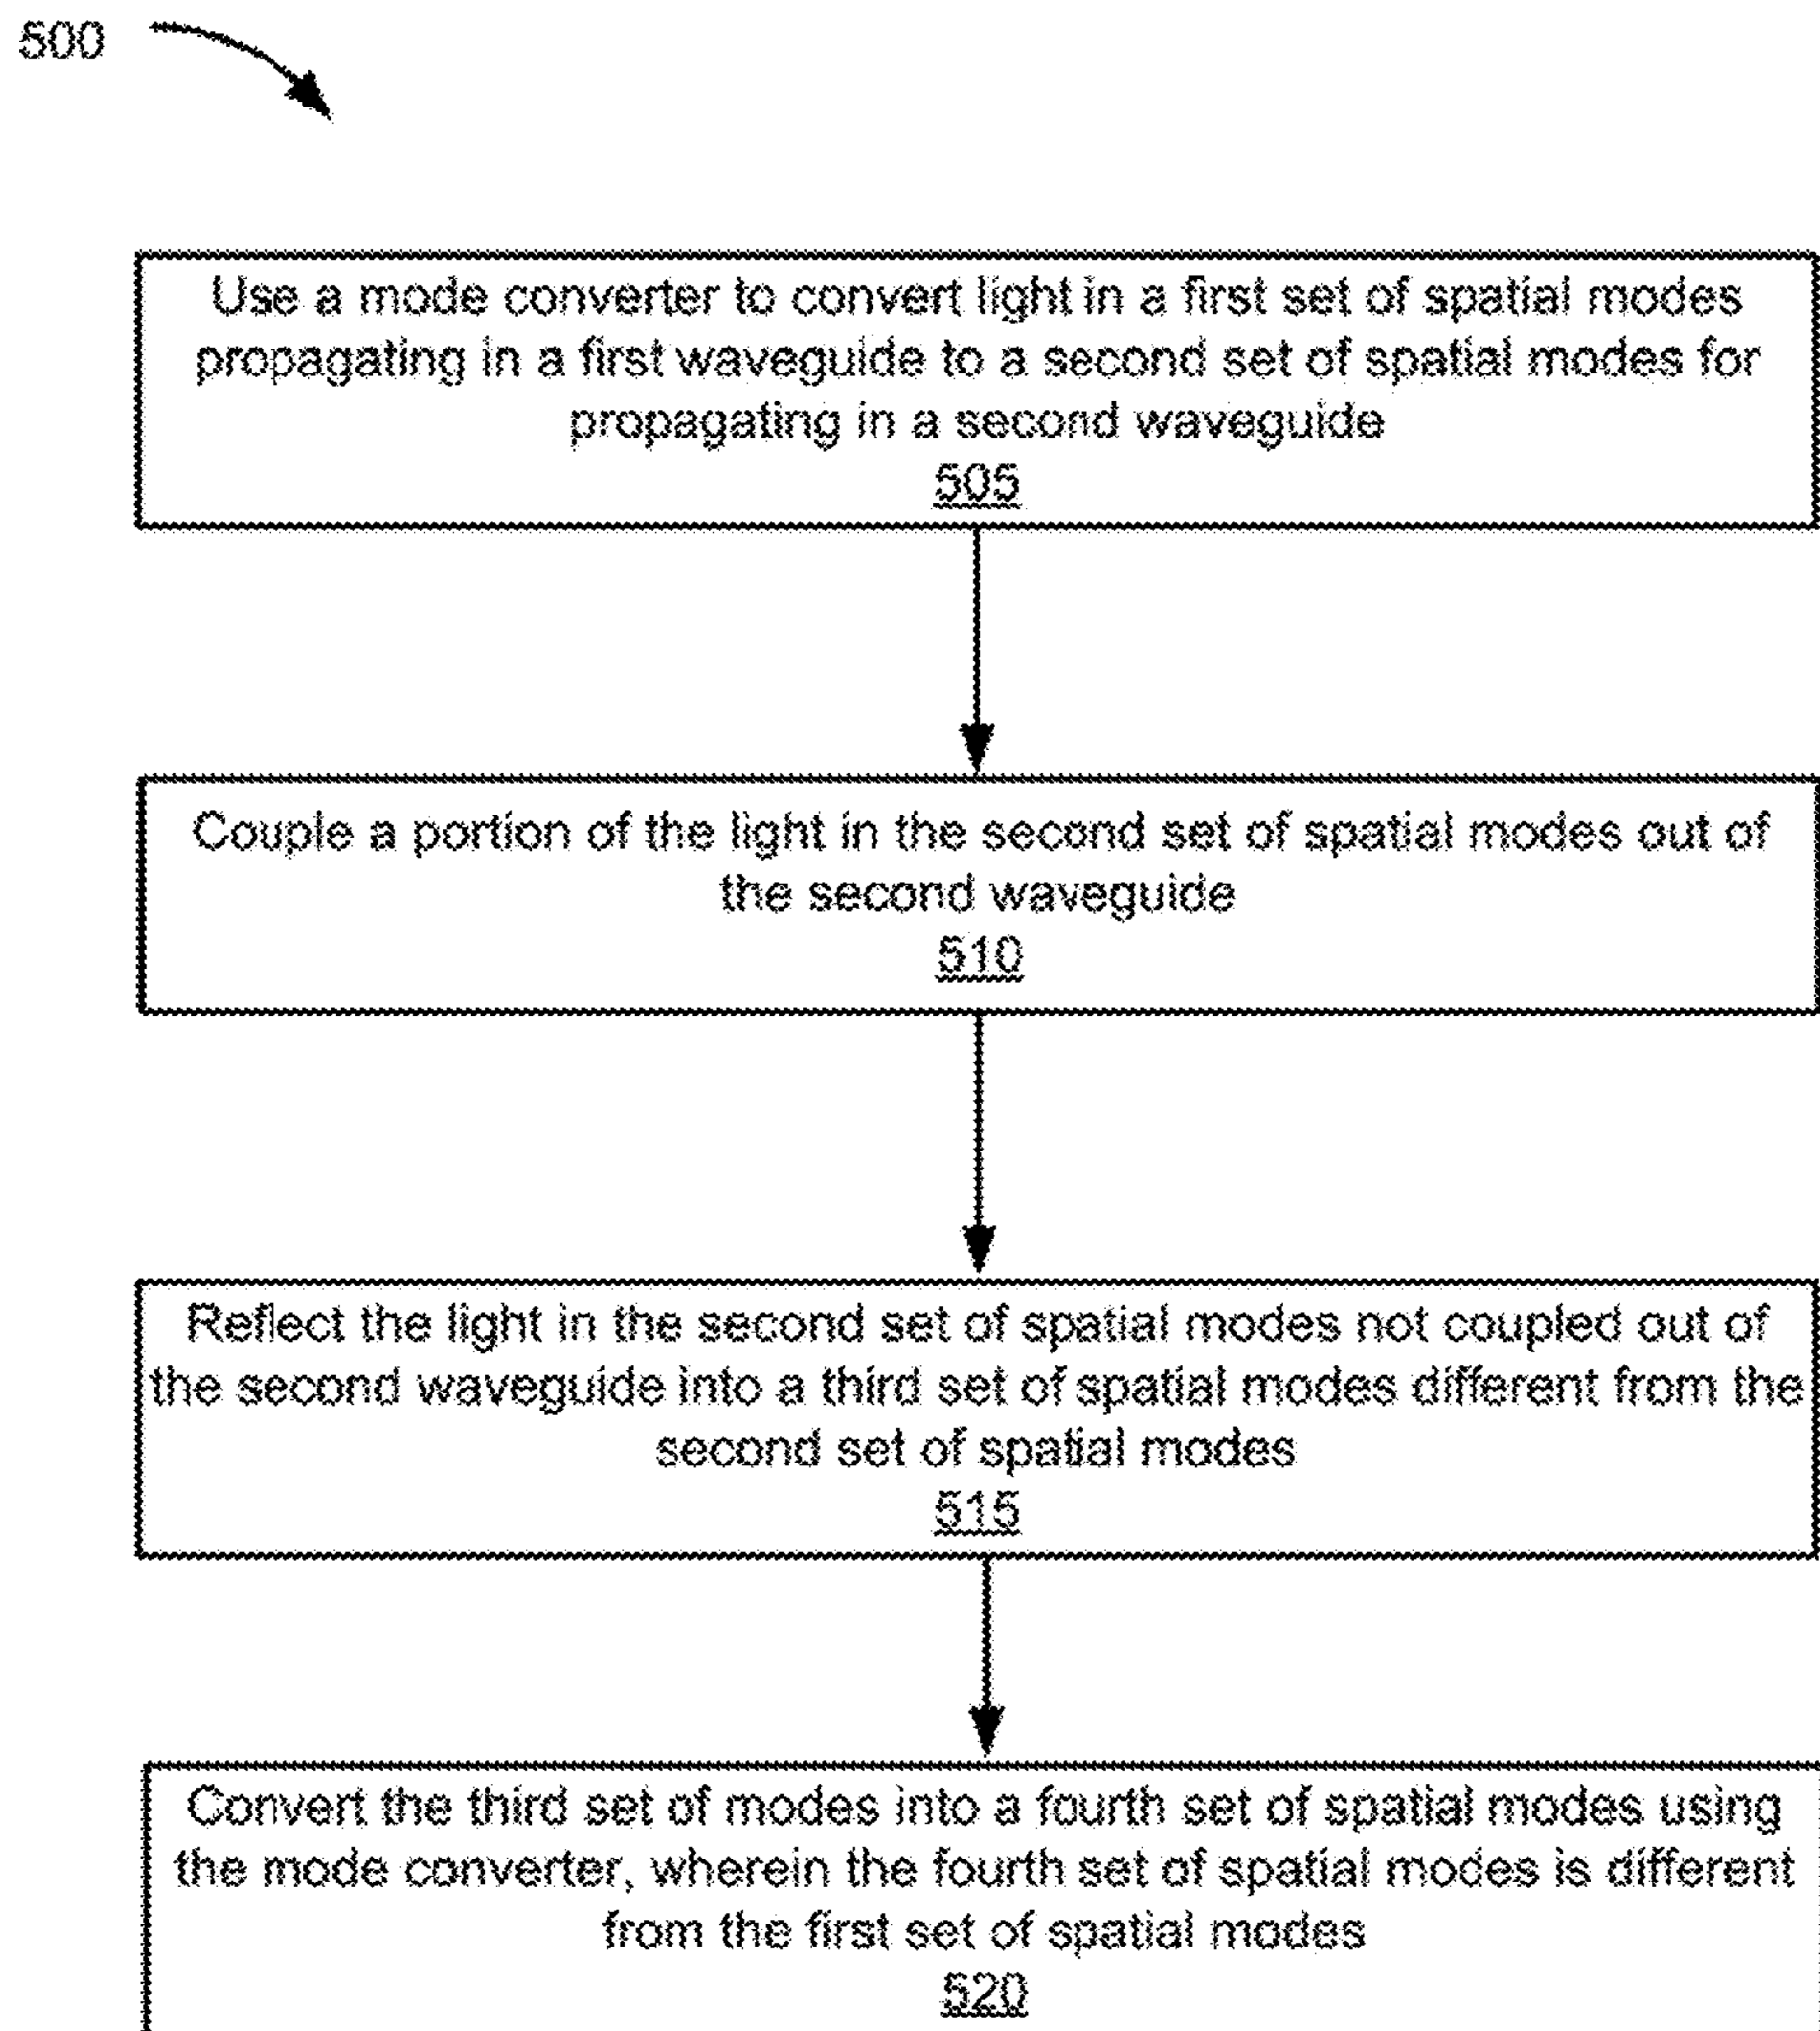 500
Use a mode converter to convert light in a first set of spatial modes
propagating in a first waveguide to a second set of spatial modes for
propagating in a second waveguide
505
Couple a portion of the light in the second set of spatial modes out of
the second waveguide
510
Reflect the light in the second set of spatial modes not coupled out of
the second waveguide into a third set of spatial modes different from the
second set of spatial modes
515
Convert the third set of modes into a fourth set of spatial modes using
the mode converter, wherein the fourth set of spatial modes is different
from the first set of spatial modes
520